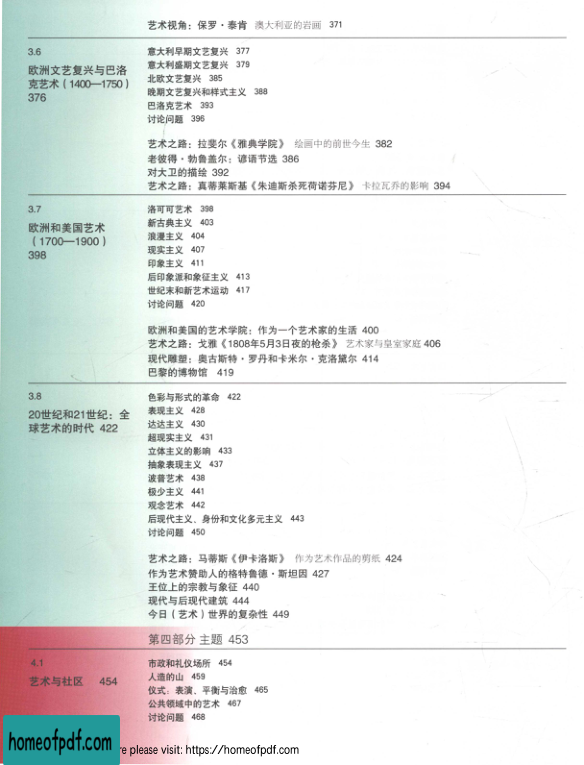 艺术视角：保罗·泰肯 澳大利亚的岩画 371
3.6
欧洲文艺复兴与巴洛
克艺术（1400—1750）
376
意大利早期文艺复兴 377
意大利盛期文艺复兴 379
北欧文艺复兴 385
晚期文艺复兴和样式主义 388
巴洛克艺术 393
讨论问题 396
艺术之路：拉斐尔《雅典学院》 绘画中的前世今生 382
老彼得·勃鲁盖尔：谚语节选 386
对大卫的描绘 392
艺术之路：真蒂莱斯基《朱迪斯杀死荷诺芬尼》 卡拉瓦乔的影响 394
3.7
欧洲和美国艺术
（1700—1900）
398
洛可可艺术 398
新古典主义 403
浪漫主义 404
现实主义 407
印象主义 411
后印象派和象征主义 413
世纪末和新艺术运动 417
讨论问题 420
欧洲和美国的艺术学院：作为一个艺术家的生活 400
艺术之路：戈雅《1808年5月3日夜的枪杀》 艺术家与皇室家庭 406
现代雕塑：奥古斯特·罗丹和卡米尔·克洛黛尔 414
巴黎的博物馆 419
3.8
20世纪和21世纪：全
球艺术的时代 422
色彩与形式的革命 422
表现主义 428
达达主义 430
超现实主义 431
立体主义的影响 433
抽象表现主义 437
波普艺术 438
极少主义 441
观念艺术 442
后现代主义，身份和文化多元主义 443
讨论问题 450
艺术之路：马蒂斯《伊卡洛斯》 作为艺术作品的剪纸 424
作为艺术赞助人的格特鲁德·斯坦因 427
王位上的宗教与象征 440
现代与后现代建筑 444
今日（艺术）世界的复杂性 449
第四部分 主题 453
4.1
艺术与社区 454
市政和礼仪场所 454
人造的山 459
仪式：表演，平衡与治愈 465
公共领域中的艺术 467
讨论问题 468
homeofpdf.com
re please visit: https://homeofpdf.com